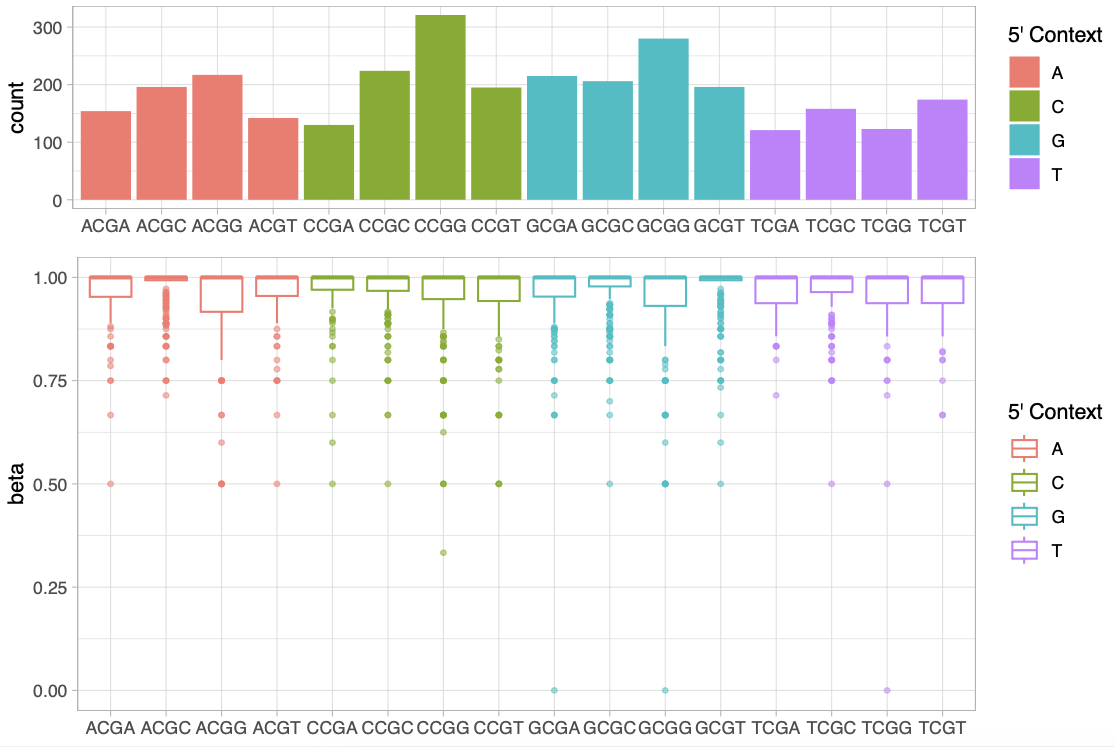 300
200
100
0
count
ACGA ACGC ACGG ACGT CCGA CCGC CCGG CCGT GCGA GCGC GCGG GCGT TCGA TCGC TCGG TCGT
5' Context
A
C
G
T
1.00
0.75
0.50
0.25
0.00
beta
ACGA ACGC ACGG ACGT CCGA CCGC CCGG CCGT GCGA GCGC GCGG GCGT TCGA TCGC TCGG TCGT
5' Context
A
C
G
T